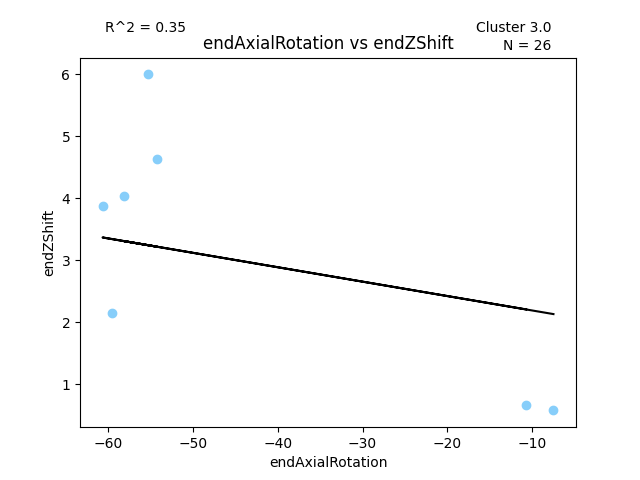 R^2 = 0.35
Cluster 3.0
endAxialRotation vs endZShift
N = 26
6
5
4
3
2
1
endZShift
−60
−50
−40
−30
−20
−10
endAxialRotation